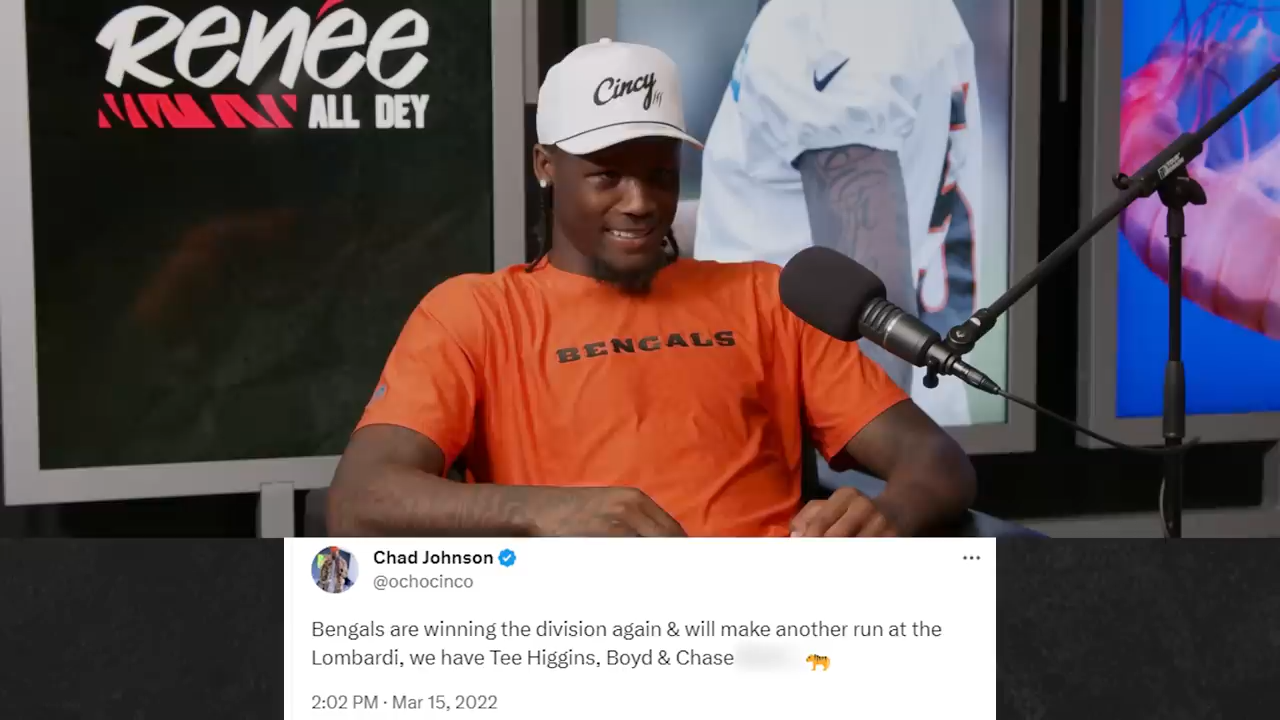 Renée
ALL DEY
Cincy
BENGALS
Chad Johnson
@ochocinco
Bengals are winning the division again & will make another run at the
Lombardi, we have Tee Higgins, Boyd & Chase 🐅
2:02 PM · Mar 15, 2022